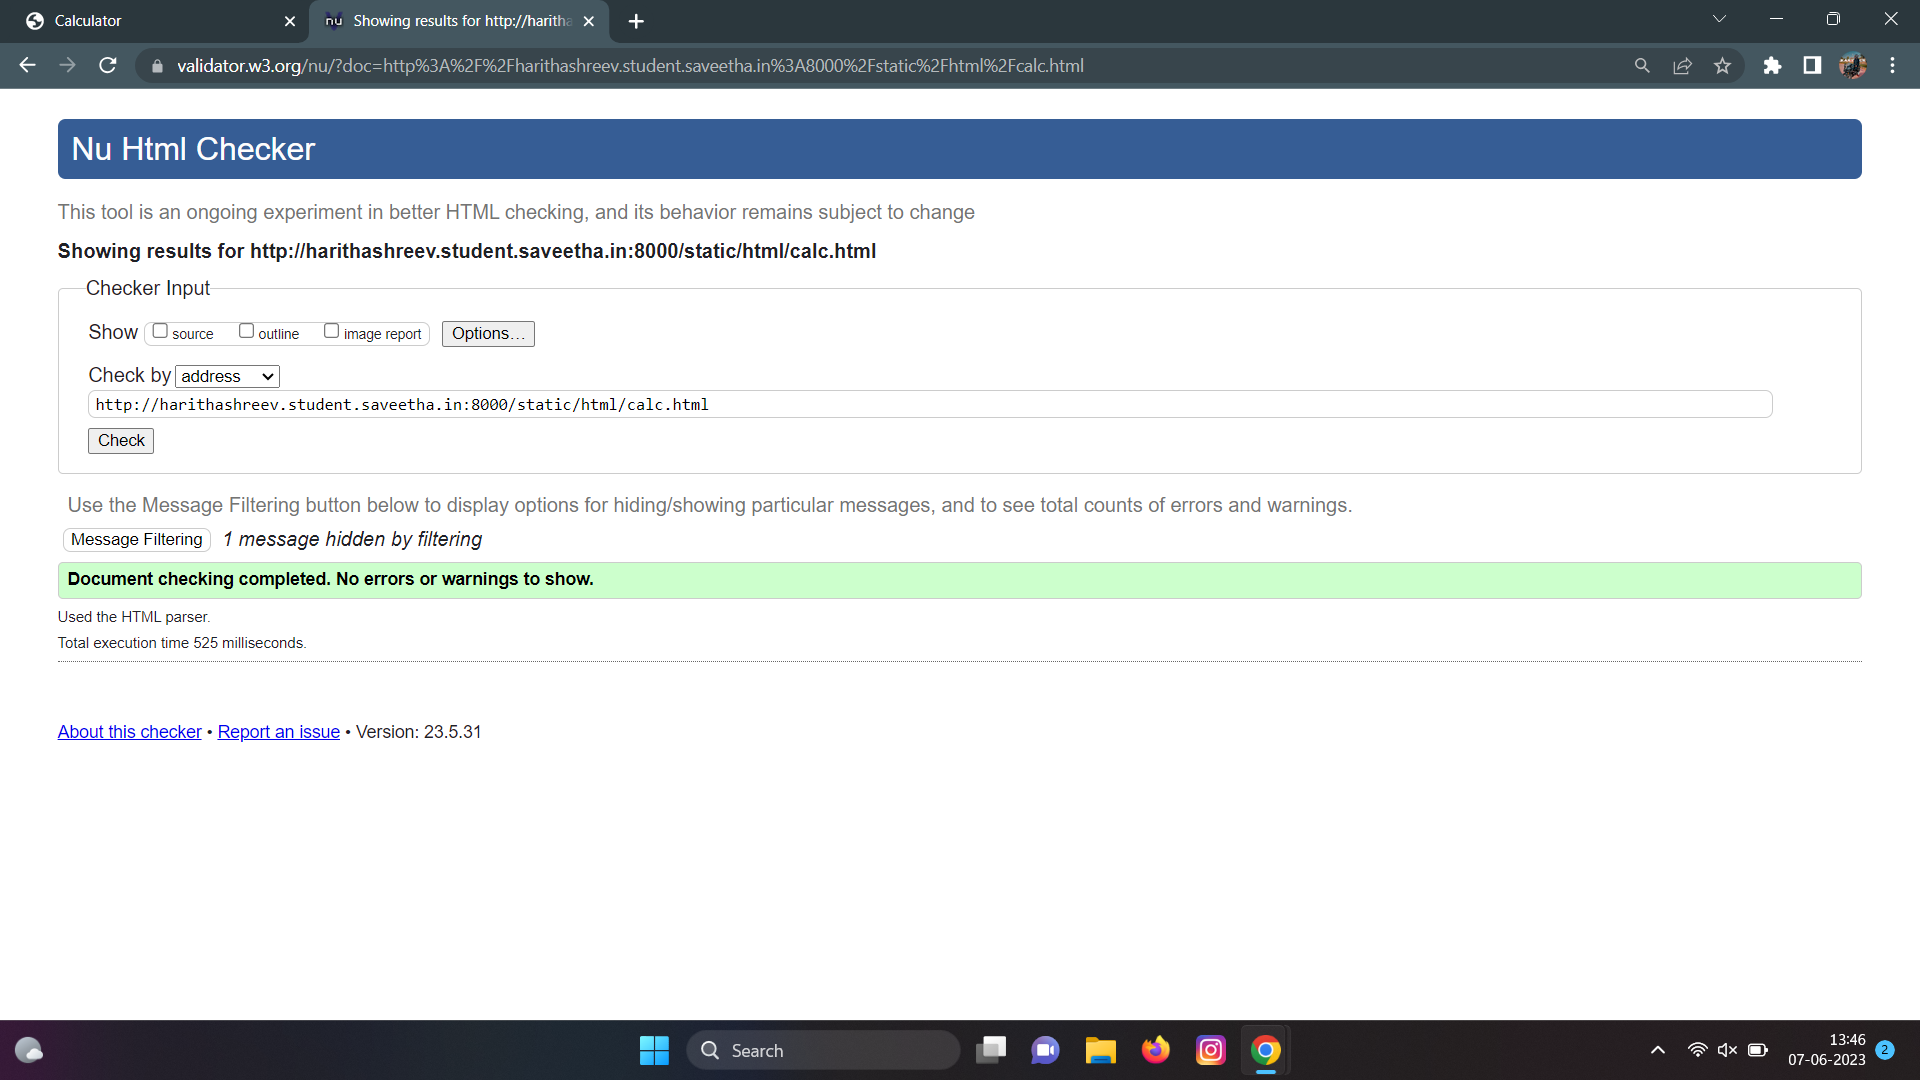 Calculator
nu Showing results for http://haritha
validator.w3.org/nu/?doc=http%3A%2F%2Fharithashreev.student.saveetha.in%3A8000%2Fstatic%2Fhtml%2Fcalc.html
Nu Html Checker
This tool is an ongoing experiment in better HTML checking, and its behavior remains subject to change
Showing results for http://harithashreev.student.saveetha.in:8000/static/html/calc.html
Checker Input
Show source outline image report Options...
Check by address
http://harithashreev.student.saveetha.in:8000/static/html/calc.html
Check
Use the Message Filtering button below to display options for hiding/showing particular messages, and to see total counts of errors and warnings.
Message Filtering 1 message hidden by filtering
Document checking completed. No errors or warnings to show.
Used the HTML parser.
Total execution time 525 milliseconds.
About this checker • Report an issue • Version: 23.5.31
Search
13:46
07-06-2023
2